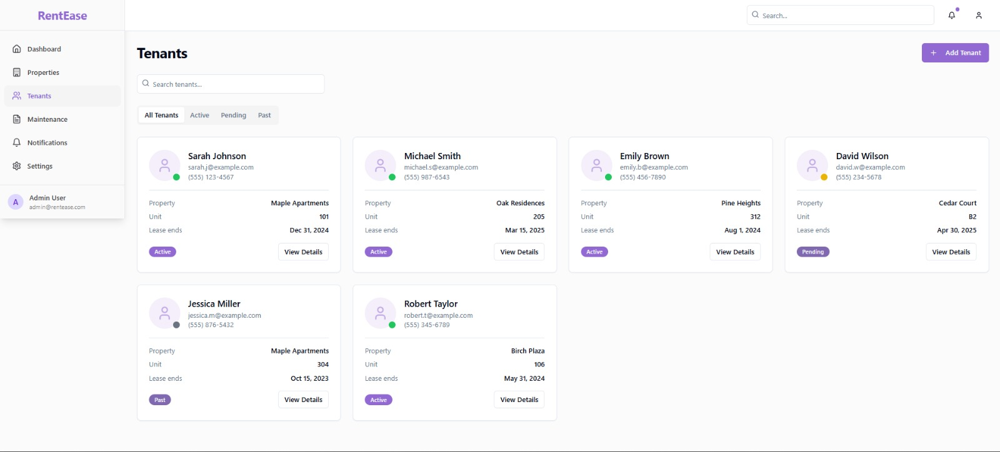 RentEase
Search...
Dashboard
Properties
Tenants
Maintenance
Notifications
Settings
A
Admin User
admin@rentease.com
Tenants
+ Add Tenant
Search tenants...
All Tenants Active Pending Past
Sarah Johnson
sarah.j@example.com
(555) 123-4567
Property Maple Apartments
Unit 101
Lease ends Dec 31, 2024
Active View Details
Michael Smith
michael.s@example.com
(555) 987-6543
Property Oak Residences
Unit 205
Lease ends Mar 15, 2025
Active View Details
Emily Brown
emily.b@example.com
(555) 456-7890
Property Pine Heights
Unit 312
Lease ends Aug 1, 2024
Active View Details
David Wilson
david.w@example.com
(555) 234-5678
Property Cedar Court
Unit B2
Lease ends Apr 30, 2025
Pending View Details
Jessica Miller
jessica.m@example.com
(555) 876-5432
Property Maple Apartments
Unit 304
Lease ends Oct 15, 2023
Past View Details
Robert Taylor
robert.t@example.com
(555) 345-6789
Property Birch Plaza
Unit 106
Lease ends May 31, 2024
Active View Details